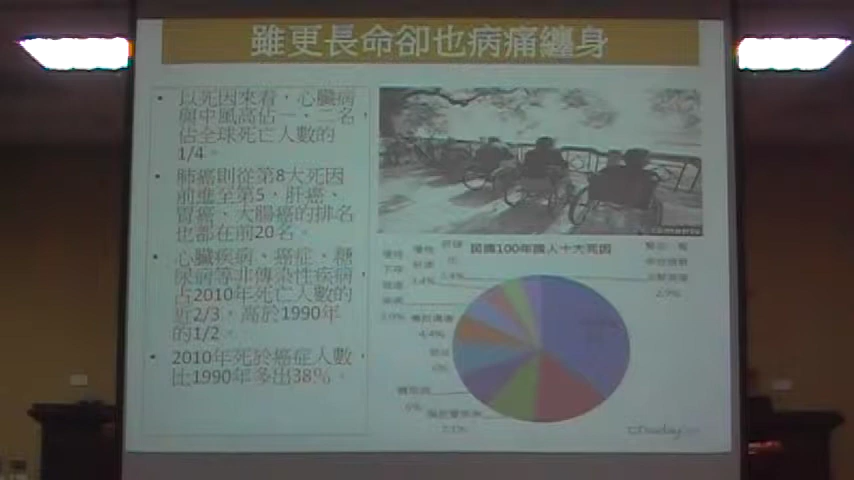 雖更長命卻也病痛纏身
• 以死因來看，心臟病
與中風高佔一、二名，
佔全球死亡人數的
1/4。
• 肺癌則從第8大死因
前進至第5，肝癌、
胃癌，大腸癌的排名
也都在前20名。
• 心臟疾病、癌症、糖
尿病等非傳染性疾病，
占2010年死亡人數的
近2/3，高於1990年
的1/2。
• 2010年死於癌症人數，
比1990年多出38%。
民國100年國人十大死因
4.4%